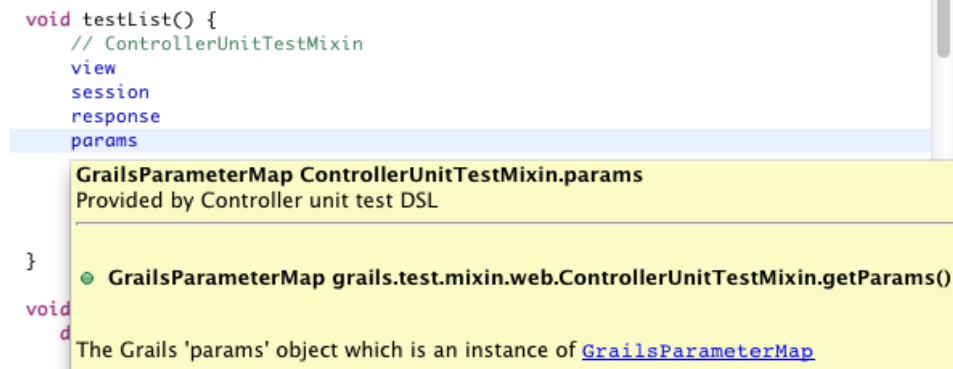 void testList() {
// ControllerUnitTestMixin
view
session
response
params
GrailsParameterMap ControllerUnitTestMixin.params
Provided by Controller unit test DSL
GrailsParameterMap grails.test.mixin.web.ControllerUnitTestMixin.getParams()
}
void
d
The Grails 'params' object which is an instance of GrailsParameterMap